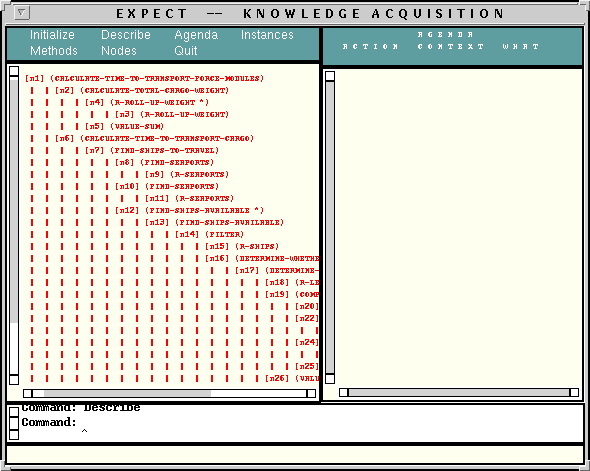 EXPECT -- KNOWLEDGE ACQUISITION
Initialize Describe Agenda Instances
Methods Nodes Quit
AGENDA
ACTION CONTEXT WHAT
[n1] (CALCULATE-TIME-TO-TRANSPORT-FORCE-MODULES)
[n2] (CALCULATE-TOTAL-CARGO-WEIGHT)
[n4] (R-ROLL-UP-WEIGHT ^)
[n3] (R-ROLL-UP-WEIGHT)
[n5] (VALUE-SUM)
[n6] (CALCULATE-TIME-TO-TRANSPORT-CARGO)
[n7] (FIND-SHIPS-TO-TRAVEL)
[n8] (FIND-SEAPORTS)
[n9] (R-SEAPORTS)
[n10] (FIND-SEAPORTS)
[n11] (R-SEAPORTS)
[n12] (FIND-SHIPS-AVAILABLE ^)
[n13] (FIND-SHIPS-AVAILABLE)
[n14] (FILTER)
[n15] (R-SHIPS)
[n16] (DETERMINE-WHETHE
[n17] (DETERMINE-
[n18] (R-LE
[n19] (COMP
[n20]
[n22]
[n24]
[n25]
[n26] (VALU
Command: Describe
Command:
^